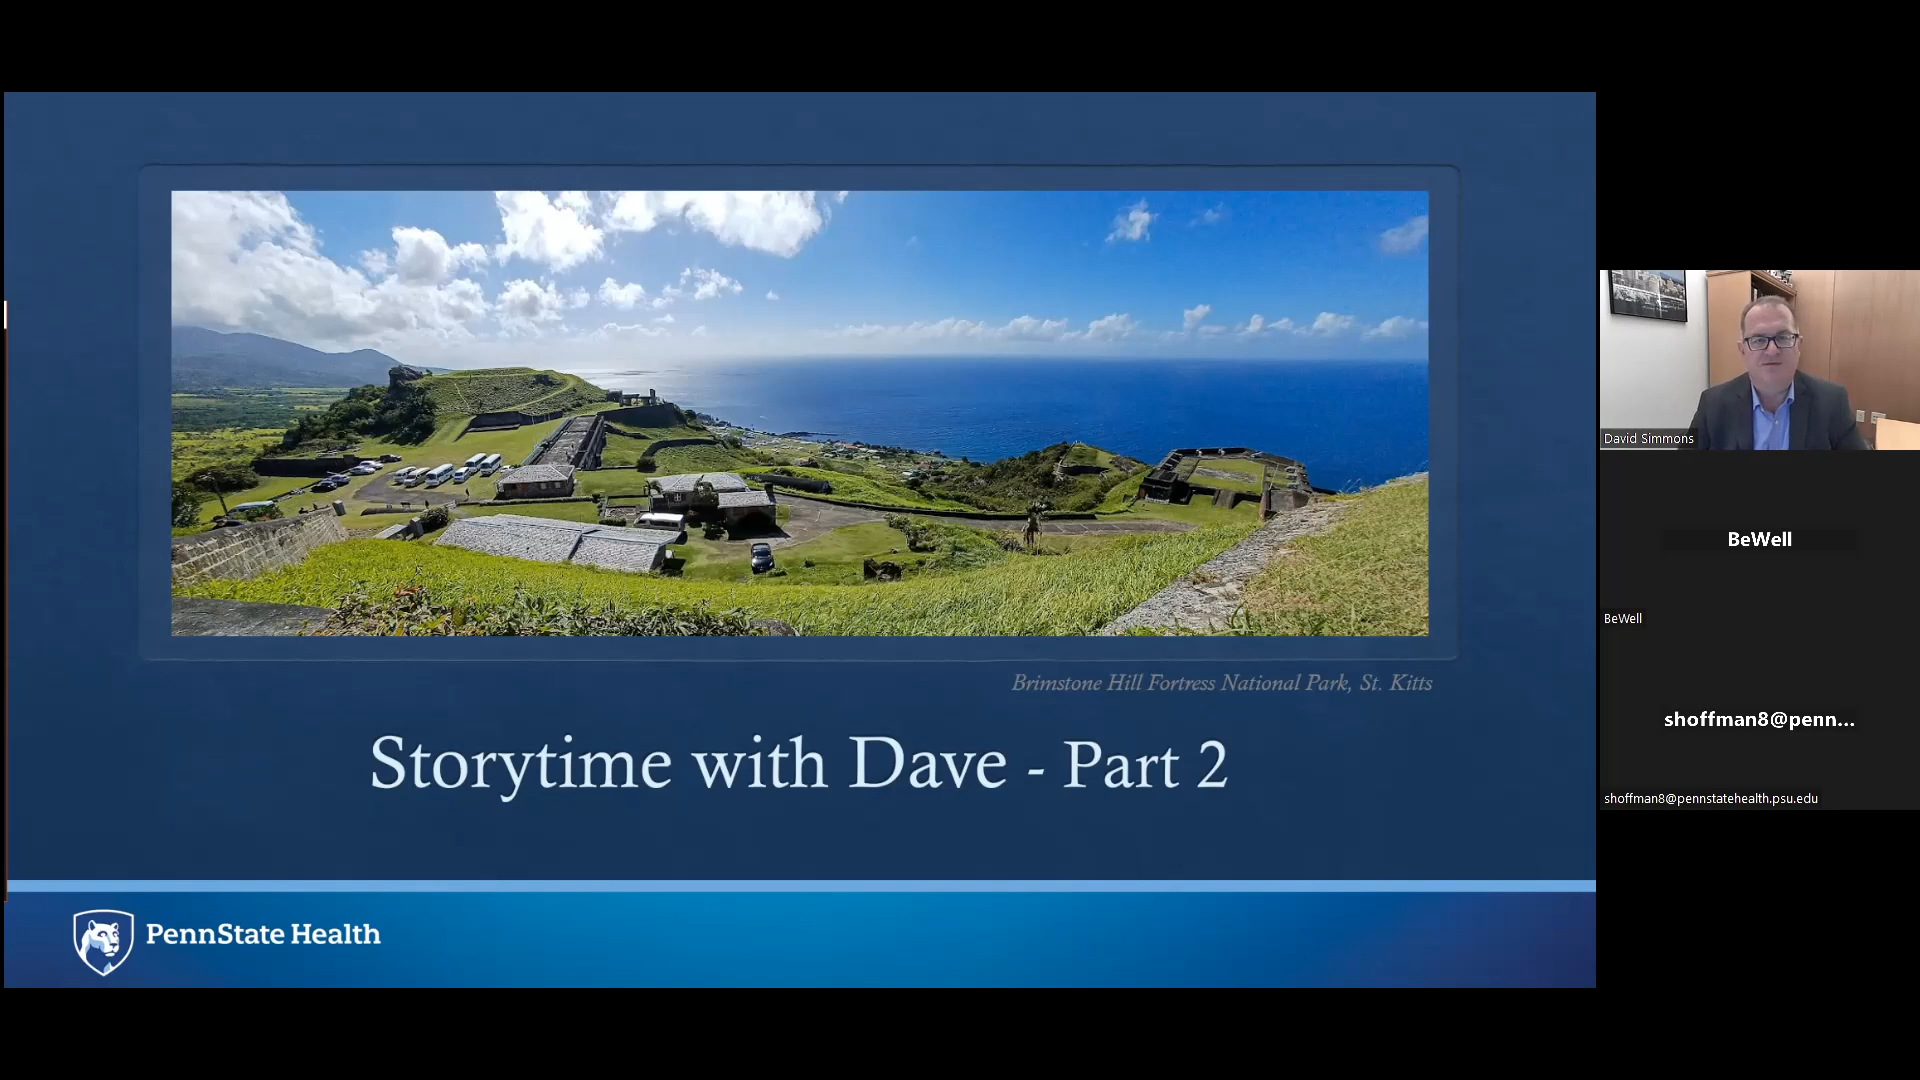 Brimstone Hill Fortress National Park, St. Kitts
Storytime with Dave - Part 2
PennState Health
David Simmons
BeWell
BeWell
shoffman8@penn...
shoffman8@pennstatehealth.psu.edu